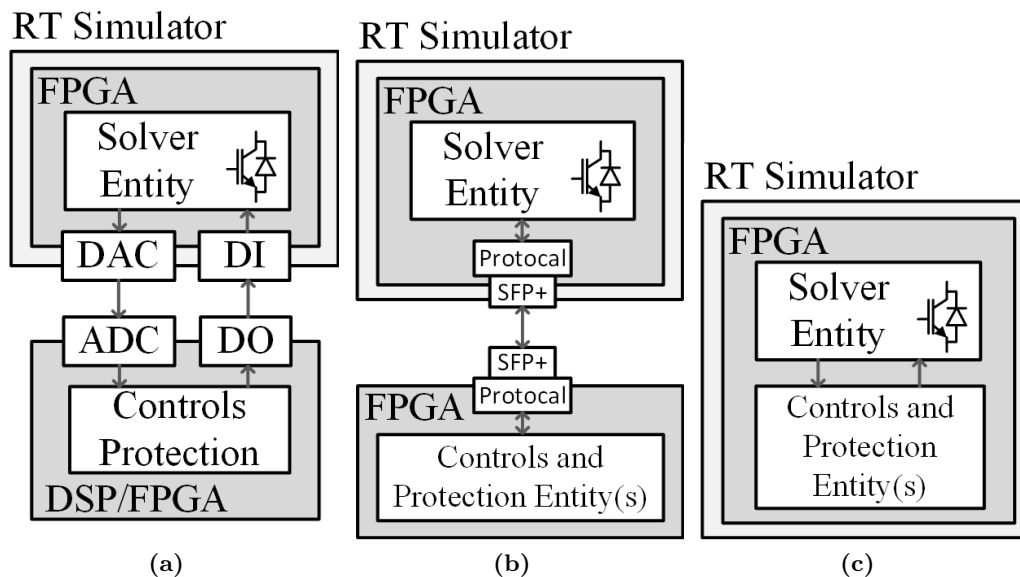 RT Simulator
FPGA
Solver
Entity
DAC
DI
ADC
DO
Controls
Protection
DSP/FPGA
(a)
RT Simulator
FPGA
Solver
Entity
Protocal
SFP+
SFP+
Protocal
FPGA
Controls and
Protection Entity(s)
(b)
RT Simulator
FPGA
Solver
Entity
Controls and
Protection
Entity(s)
(c)